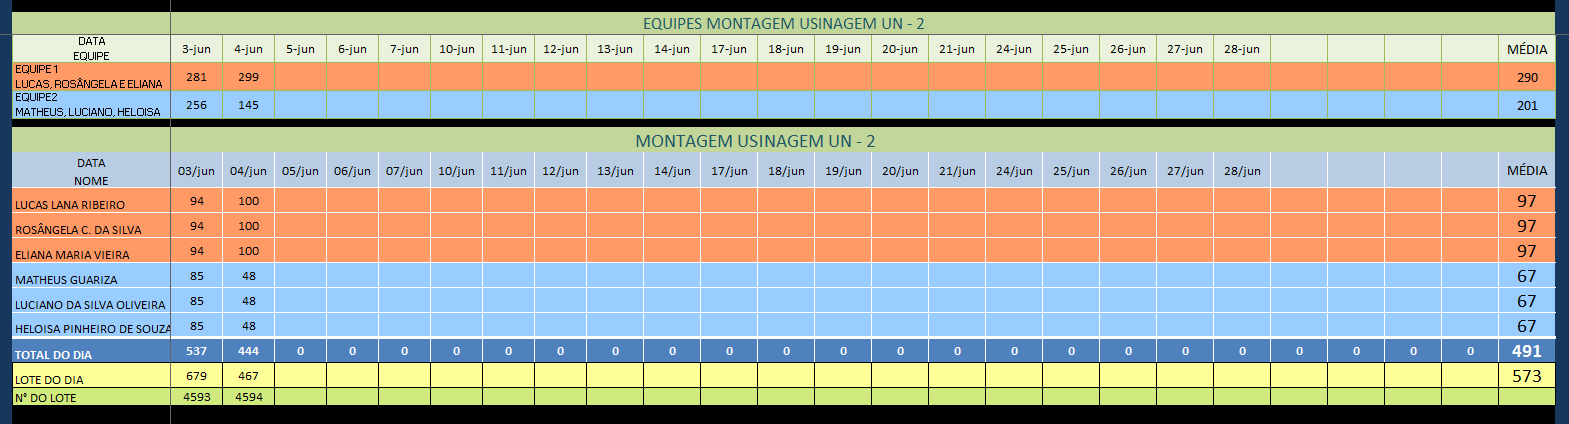 EQUIPES MONTAGEM USINAGEM UN - 2
DATA
EQUIPE 3-jun 4-jun 5-jun 6-jun 7-jun 10-jun 11-jun 12-jun 13-jun 14-jun 17-jun 18-jun 19-jun 20-jun 21-jun 24-jun 25-jun 26-jun 27-jun 28-jun MÉDIA
EQUIPE 1
LUCAS, ROSÂNGELA E ELIANA 281 299 290
EQUIPE2
MATHEUS, LUCIANO, HELOISA 256 145 201
MONTAGEM USINAGEM UN - 2
DATA
NOME 03/jun 04/jun 05/jun 06/jun 07/jun 10/jun 11/jun 12/jun 13/jun 14/jun 17/jun 18/jun 19/jun 20/jun 21/jun 24/jun 25/jun 26/jun 27/jun 28/jun MÉDIA
LUCAS LANA RIBEIRO 94 100 97
ROSÂNGELA C. DA SILVA 94 100 97
ELIANA MARIA VIEIRA 94 100 97
MATHEUS GUARIZA 85 48 67
LUCIANO DA SILVA OLIVEIRA 85 48 67
HELOISA PINHEIRO DE SOUZA 85 48 67
TOTAL DO DIA 537 444 0 0 0 0 0 0 0 0 0 0 0 0 0 0 0 0 0 0 0 0 0 0 491
LOTE DO DIA 679 467 573
N° DO LOTE 4593 4594